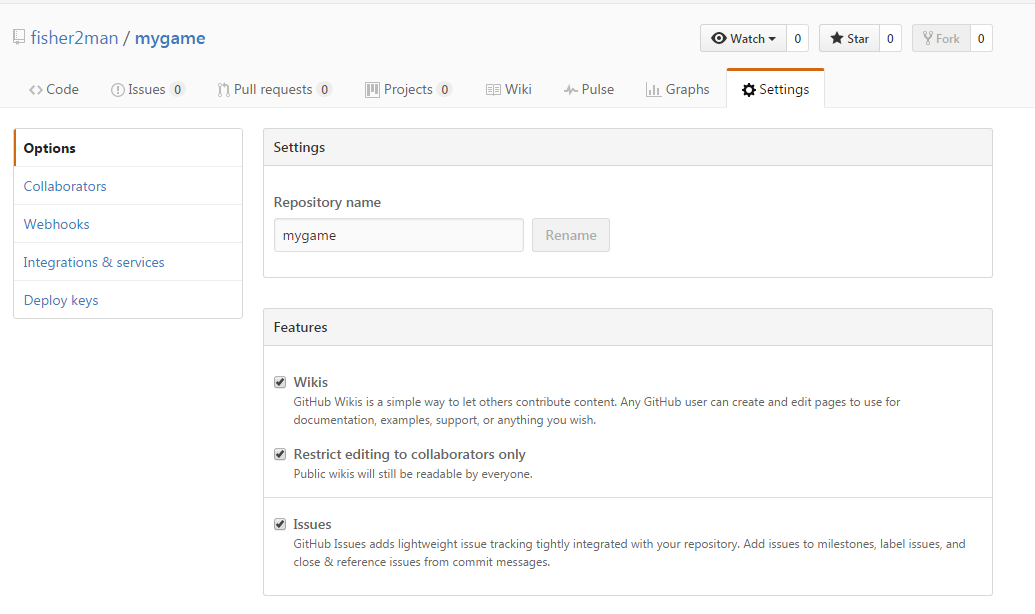 fisher2man / mygame
Watch 0 Star 0 Fork 0
Code Issues 0 Pull requests 0 Projects 0 Wiki Pulse Graphs Settings
Options
Collaborators
Webhooks
Integrations & services
Deploy keys
Settings
Repository name
mygame Rename
Features
Wikis
GitHub Wikis is a simple way to let others contribute content. Any GitHub user can create and edit pages to use for
documentation, examples, support, or anything you wish.
Restrict editing to collaborators only
Public wikis will still be readable by everyone.
Issues
GitHub Issues adds lightweight issue tracking tightly integrated with your repository. Add issues to milestones, label issues, and
close & reference issues from commit messages.